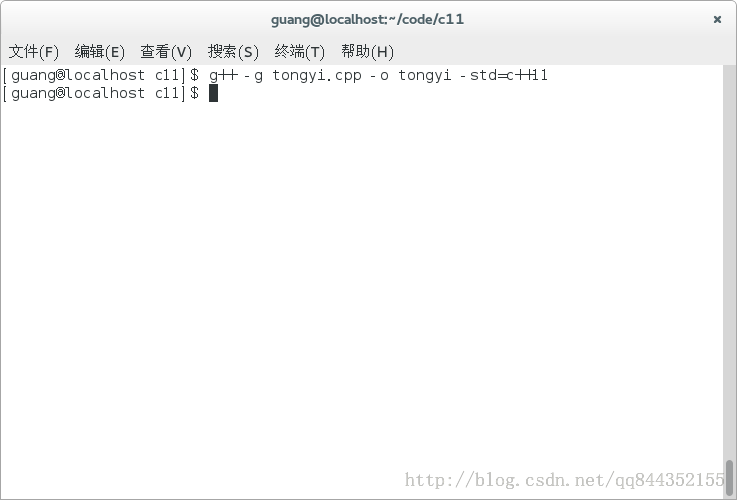 guang@localhost:~/code/c11 ×
文件(F) 编辑(E) 查看(V) 搜索(S) 终端(T) 帮助(H)
[guang@localhost c11]$ g++ -g tongyi.cpp -o tongyi -std=c++11
[guang@localhost c11]$
http://blog.csdn.net/qq844352155